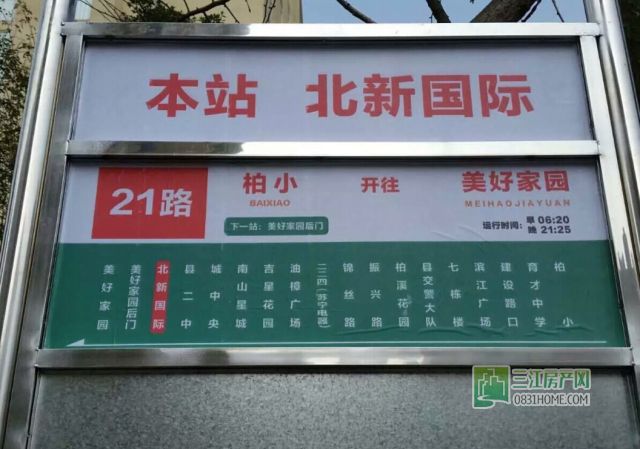 本站 北新国际
21路
柏小
BAIXIAO
开往
美好家园
MEIHAOJIAYUAN
下一站：美好家园后门
运行时间：早 06:20
晚 21:25
美好家园
美好家园后门
北新国际
县二中
城中央
南山星城
吉星花园
油樟广场
二二四(苏宁电器)
锦丝路
振兴路
柏溪花园
县交警大队
七栋楼
滨江广场
建设路口
育才中学
柏小
三江房产网
0831HOME.COM